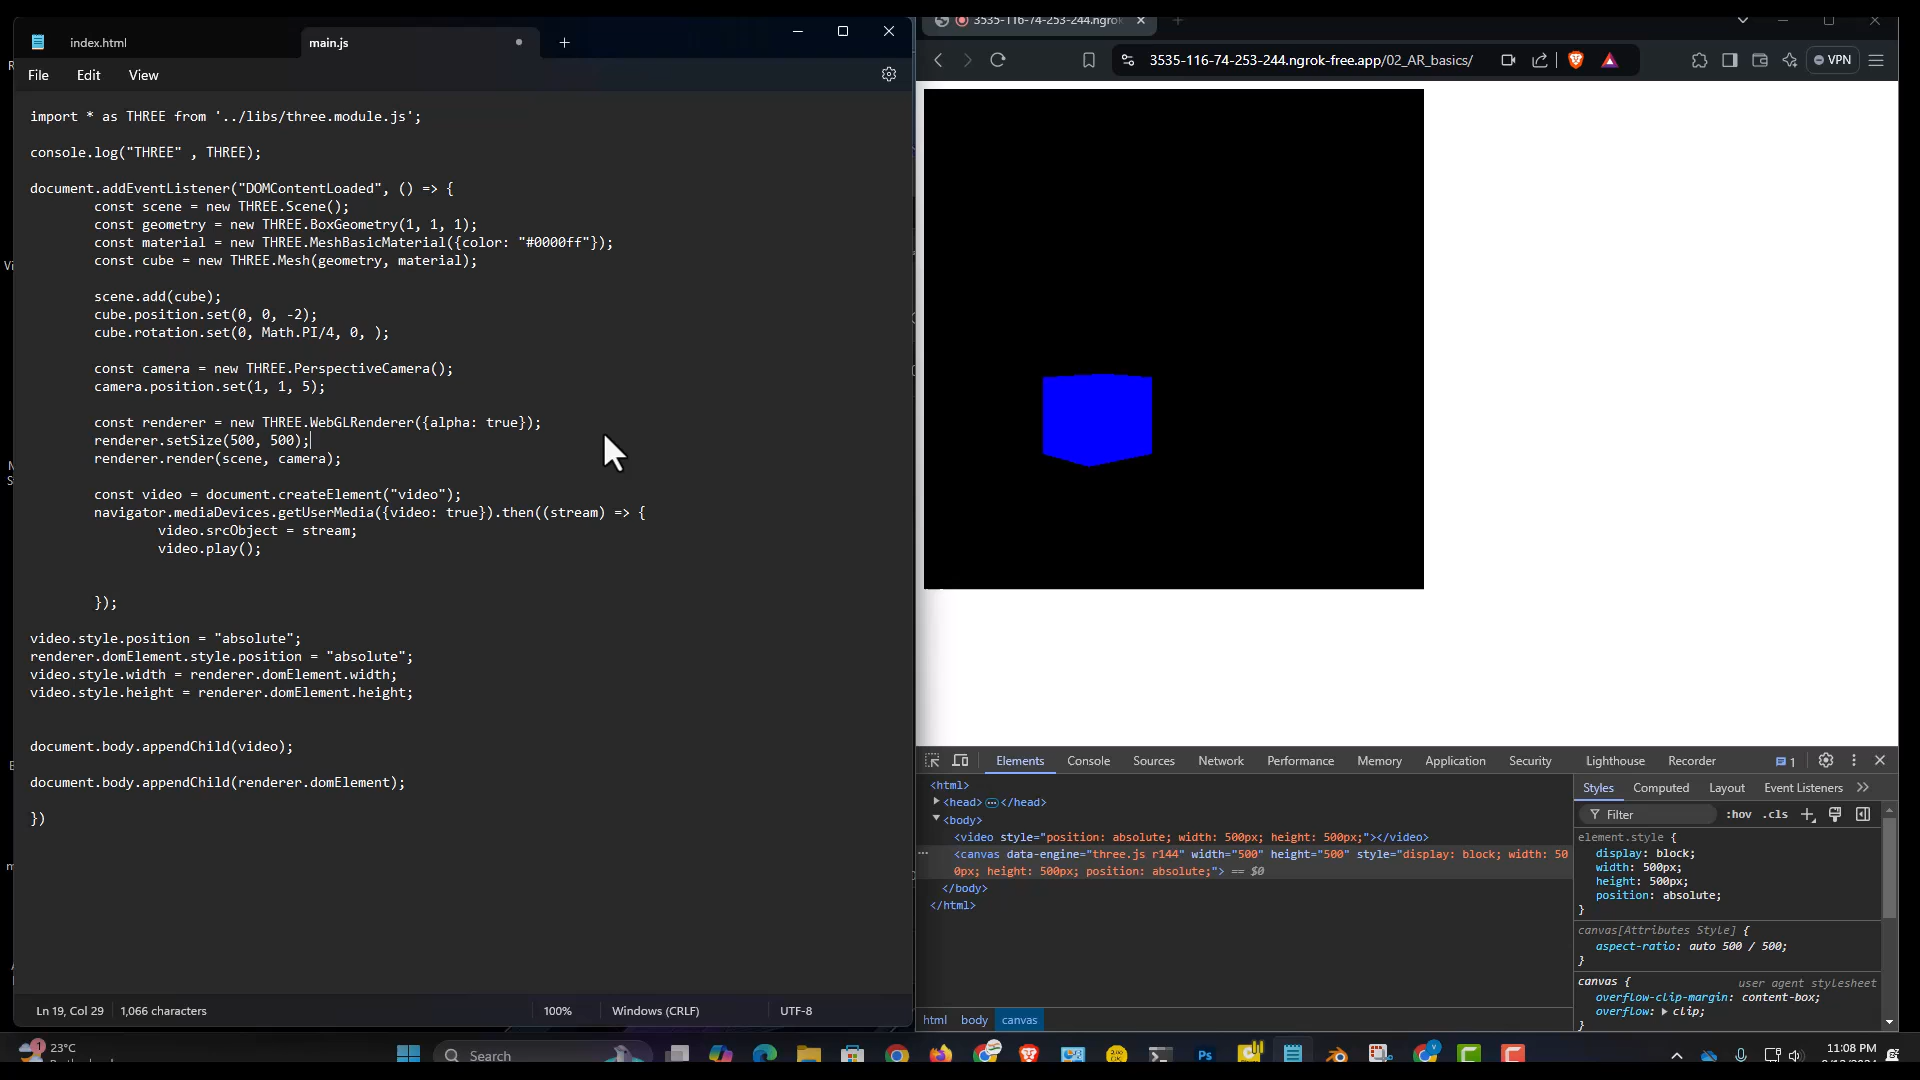 index.html
main.js
File
Edit
View
import * as THREE from '../libs/three.module.js';
console.log("THREE" , THREE);
document.addEventListener("DOMContentLoaded", () => {
const scene = new THREE.Scene();
const geometry = new THREE.BoxGeometry(1, 1, 1);
const material = new THREE.MeshBasicMaterial({color: "#0000ff"});
const cube = new THREE.Mesh(geometry, material);
scene.add(cube);
cube.position.set(0, 0, -2);
cube.rotation.set(0, Math.PI/4, 0, );
const camera = new THREE.PerspectiveCamera();
camera.position.set(1, 1, 5);
const renderer = new THREE.WebGLRenderer({alpha: true});
renderer.setSize(500, 500);
renderer.render(scene, camera);
const video = document.createElement("video");
navigator.mediaDevices.getUserMedia({video: true}).then((stream) => {
video.srcObject = stream;
video.play();
});
video.style.position = "absolute";
renderer.domElement.style.position = "absolute";
video.style.width = renderer.domElement.width;
video.style.height = renderer.domElement.height;
document.body.appendChild(video);
document.body.appendChild(renderer.domElement);
})
Ln 19, Col 29
1,066 characters
100%
Windows (CRLF)
UTF-8
3535-116-74-253-244.ngrok
3535-116-74-253-244.ngrok-free.app/02_AR_basics/
VPN
Elements
Console
Sources
Network
Performance
Memory
Application
Security
Lighthouse
Recorder
1
<html>
<head> </head>
<body>
<video style="position: absolute; width: 500px; height: 500px;"></video>
<canvas data-engine="three.js r144" width="500" height="500" style="display: block; width: 50
0px; height: 500px; position: absolute;"> == $0
</body>
</html>
html
body
canvas
Styles
Computed
Layout
Event Listeners
Filter
:hov
.cls
element.style {
display: block;
width: 500px;
height: 500px;
position: absolute;
}
canvas[Attributes Style] {
aspect-ratio: auto 500 / 500;
}
canvas {
user agent stylesheet
overflow-clip-margin: content-box;
overflow: clip;
}
23°C
Search
11:08 PM